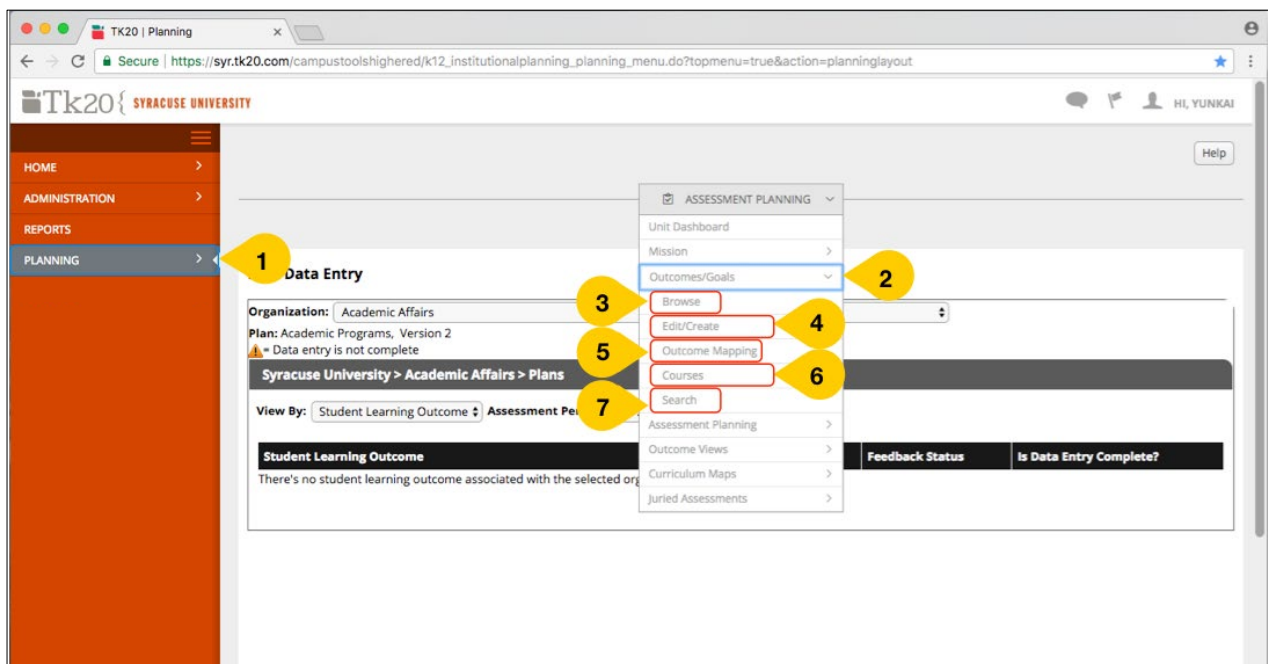 TK20 | Planning
Secure | https://syr.tk20.com/campustoolshighered/k12_institutionalplanning_planning_menu.do?topmenu=true&action=planninglayout
Tk20{ SYRACUSE UNIVERSITY
HI, YUNKAI
Help
HOME
ADMINISTRATION
REPORTS
PLANNING
1
ASSESSMENT PLANNING
Unit Dashboard
Mission
Outcomes/Goals
2
3
Browse
Edit/Create
4
5
Outcome Mapping
Courses
6
7
Search
Assessment Planning
Outcome Views
Curriculum Maps
Juried Assessments
Data Entry
Organization: Academic Affairs
Plan: Academic Programs, Version 2
= Data entry is not complete
Syracuse University > Academic Affairs > Plans
View By: Student Learning Outcome Assessment
Student Learning Outcome Feedback Status Is Data Entry Complete?
There's no student learning outcome associated with the selected